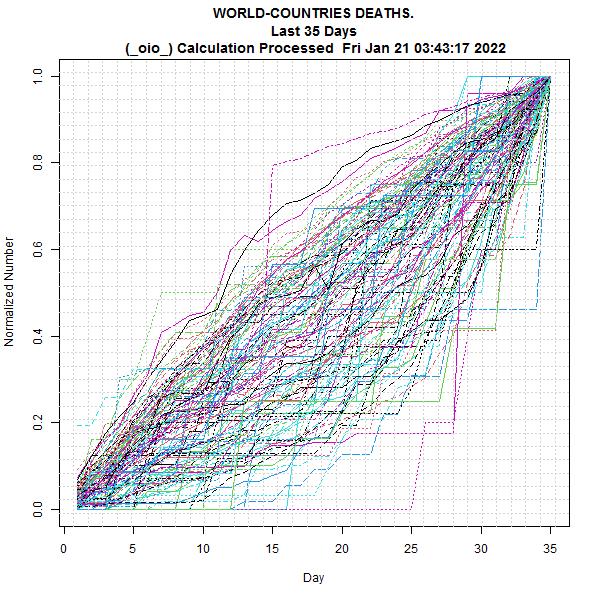 WORLD-COUNTRIES DEATHS.
Last 35 Days
(_oio_) Calculation Processed  Fri Jan 21 03:43:17 2022
Normalized Number
1.0
0.8
0.6
0.4
0.2
0.0
0 5 10 15 20 25 30 35
Day